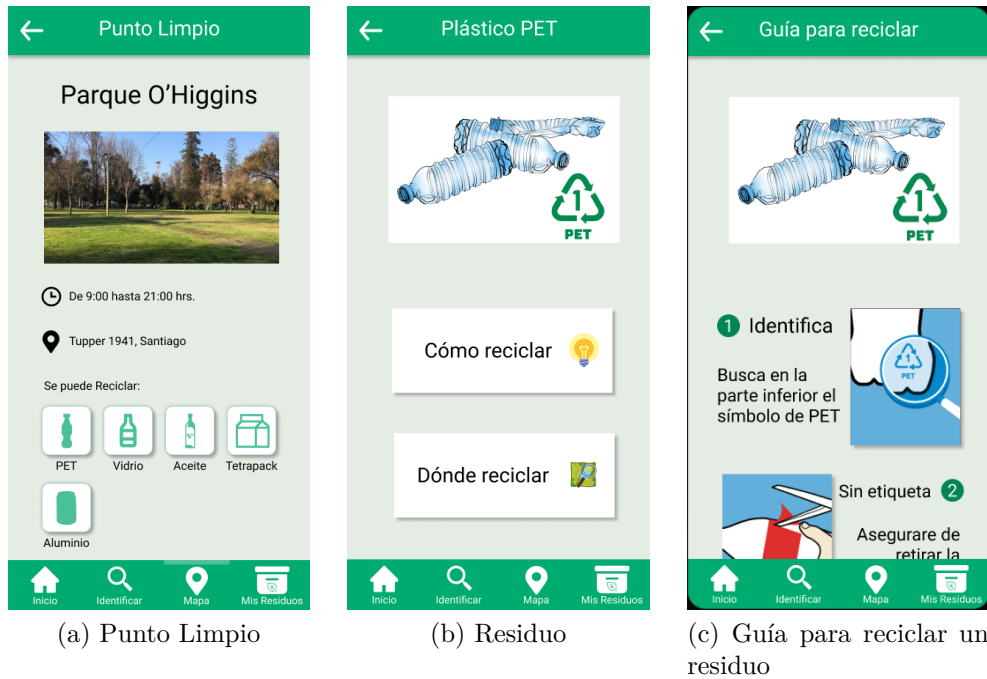 Punto Limpio
Parque O'Higgins
De 9:00 hasta 21:00 hrs.
Tupper 1941, Santiago
Se puede Reciclar:
PET Vidrio Aceite Tetrapack
Aluminio
Inicio Identificar Mapa Mis Residuos
(a) Punto Limpio
Plástico PET
1
PET
Cómo reciclar
Dónde reciclar
Inicio Identificar Mapa Mis Residuos
(b) Residuo
Guía para reciclar
1
PET
1 Identifica
Busca en la
parte inferior el
símbolo de PET
1
PET
Sin etiqueta 2
Asegurare de
retirar la
Inicio Identificar Mapa Mis Residuos
(c) Guía para reciclar un
residuo